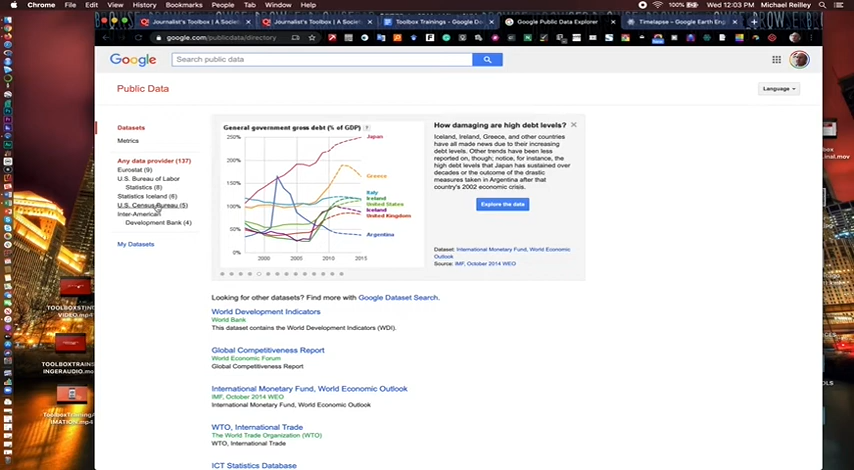 Chrome File Edit View History Bookmarks People Tab Window Help
100% Wed 12:03 PM Michael Reilley
Journalist's Toolbox | A Societ
Journalist's Toolbox | A Societ
Toolbox Trainings - Google Do
Google Public Data Explorer
Timelapse – Google Earth Eng
google.com/publicdata/directory
Google
Search public data
Public Data
Language
Datasets
Metrics
Any data provider (137)
Eurostat (9)
U.S. Bureau of Labor
Statistics (8)
Statistics Iceland (6)
U.S. Census Bureau (5)
Inter-American
Development Bank (4)
My Datasets
General government gross debt (% of GDP) ?
250%
200%
150%
100%
50%
0%
2000
2005
2010
2015
Japan
Greece
Italy
Iceland
United States
Ireland
United Kingdom
Argentina
How damaging are high debt levels?
Iceland, Ireland, Greece, and other countries
have all made news due to their increasing
debt levels. Other trends have been less
reported on, though; notice, for instance, the
high debt levels that Japan has sustained over
decades or the outcome of the drastic
measures taken in Argentina after that
country's 2002 economic crisis.
Explore the data
Dataset: International Monetary Fund, World Economic
Outlook
Source: IMF, October 2014 WEO
Looking for other datasets? Find more with Google Dataset Search.
World Development Indicators
World Bank
This dataset contains the World Development Indicators (WDI).
Global Competitiveness Report
World Economic Forum
Global Competitiveness Report
International Monetary Fund, World Economic Outlook
IMF, October 2014 WEO
International Monetary Fund, World Economic Outlook
WTO, International Trade
The World Trade Organization (WTO)
WTO, International Trade
ICT Statistics Database